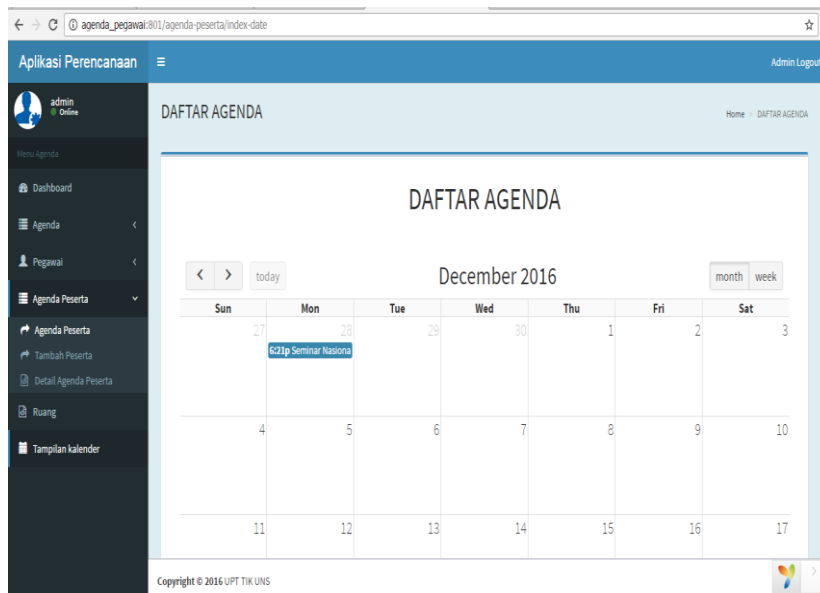 agenda_pegawai:801/agenda-peserta/index-date
Aplikasi Perencanaan
Admin Logout
admin
Online
DAFTAR AGENDA
Home > DAFTAR AGENDA
Menu Agenda
Dashboard
Agenda
Pegawai
Agenda Peserta
Agenda Peserta
Tambah Peserta
Detail Agenda Peserta
Ruang
Tampilan kalender
DAFTAR AGENDA
today
December 2016
month week
Sun Mon Tue Wed Thu Fri Sat
27 28 29 30 1 2 3
6:21p Seminar Nasiona
4 5 6 7 8 9 10
11 12 13 14 15 16 17
Copyright © 2016 UPT TIK UNS